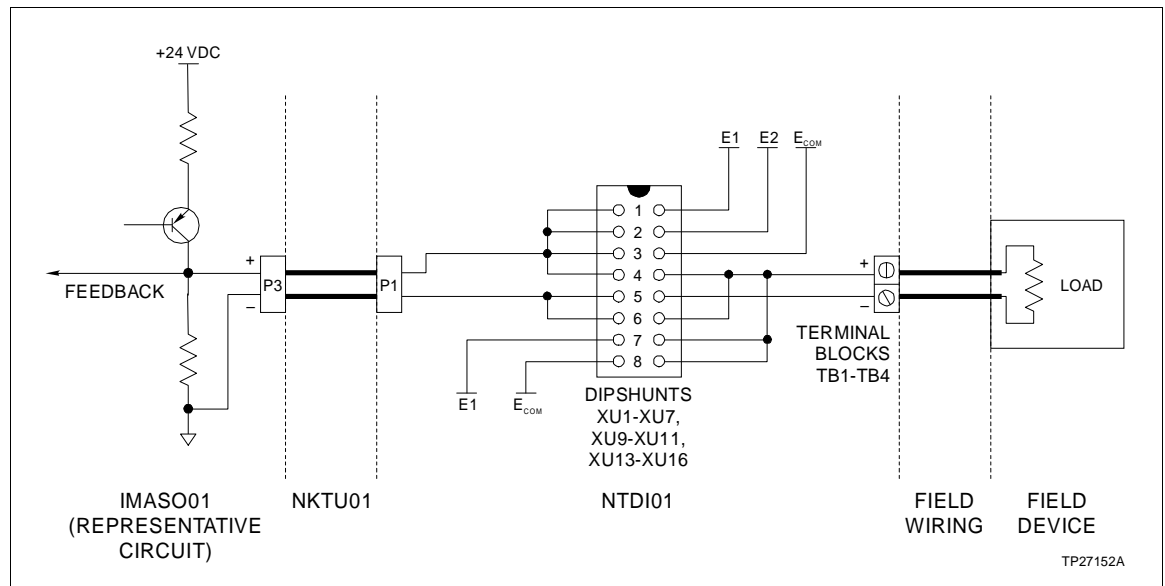 +24 VDC
E1 E2 ECOM
1
2
3
4
5
6
7
8
+
–
P3
P1
FEEDBACK
+
–
LOAD
TERMINAL
BLOCKS
TB1-TB4
E1
ECOM
DIPSHUNTS
XU1-XU7,
XU9-XU11,
XU13-XU16
IMASO01
(REPRESENTATIVE
CIRCUIT)
NKTU01
NTDI01
FIELD
WIRING
FIELD
DEVICE
TP27152A